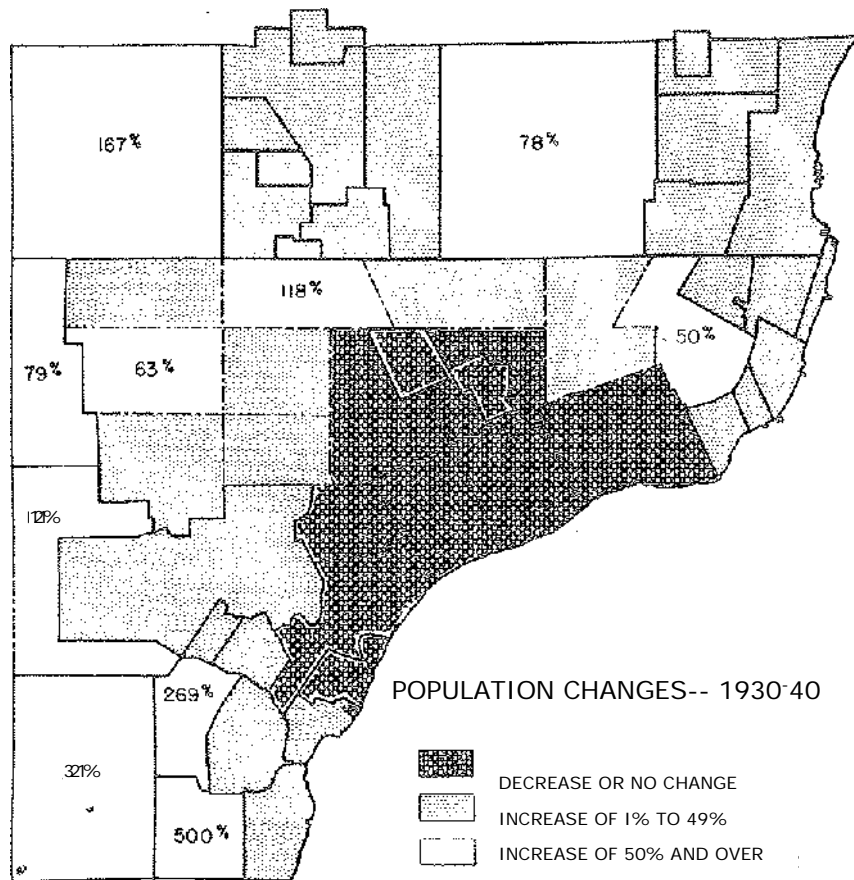 167%
78%
118%
50%
79%
63%
269%
POPULATION CHANGES-- 1930-40
321%
DECREASE OR NO CHANGE
INCREASE OF 1% TO 49%
500%
INCREASE OF 50% AND OVER